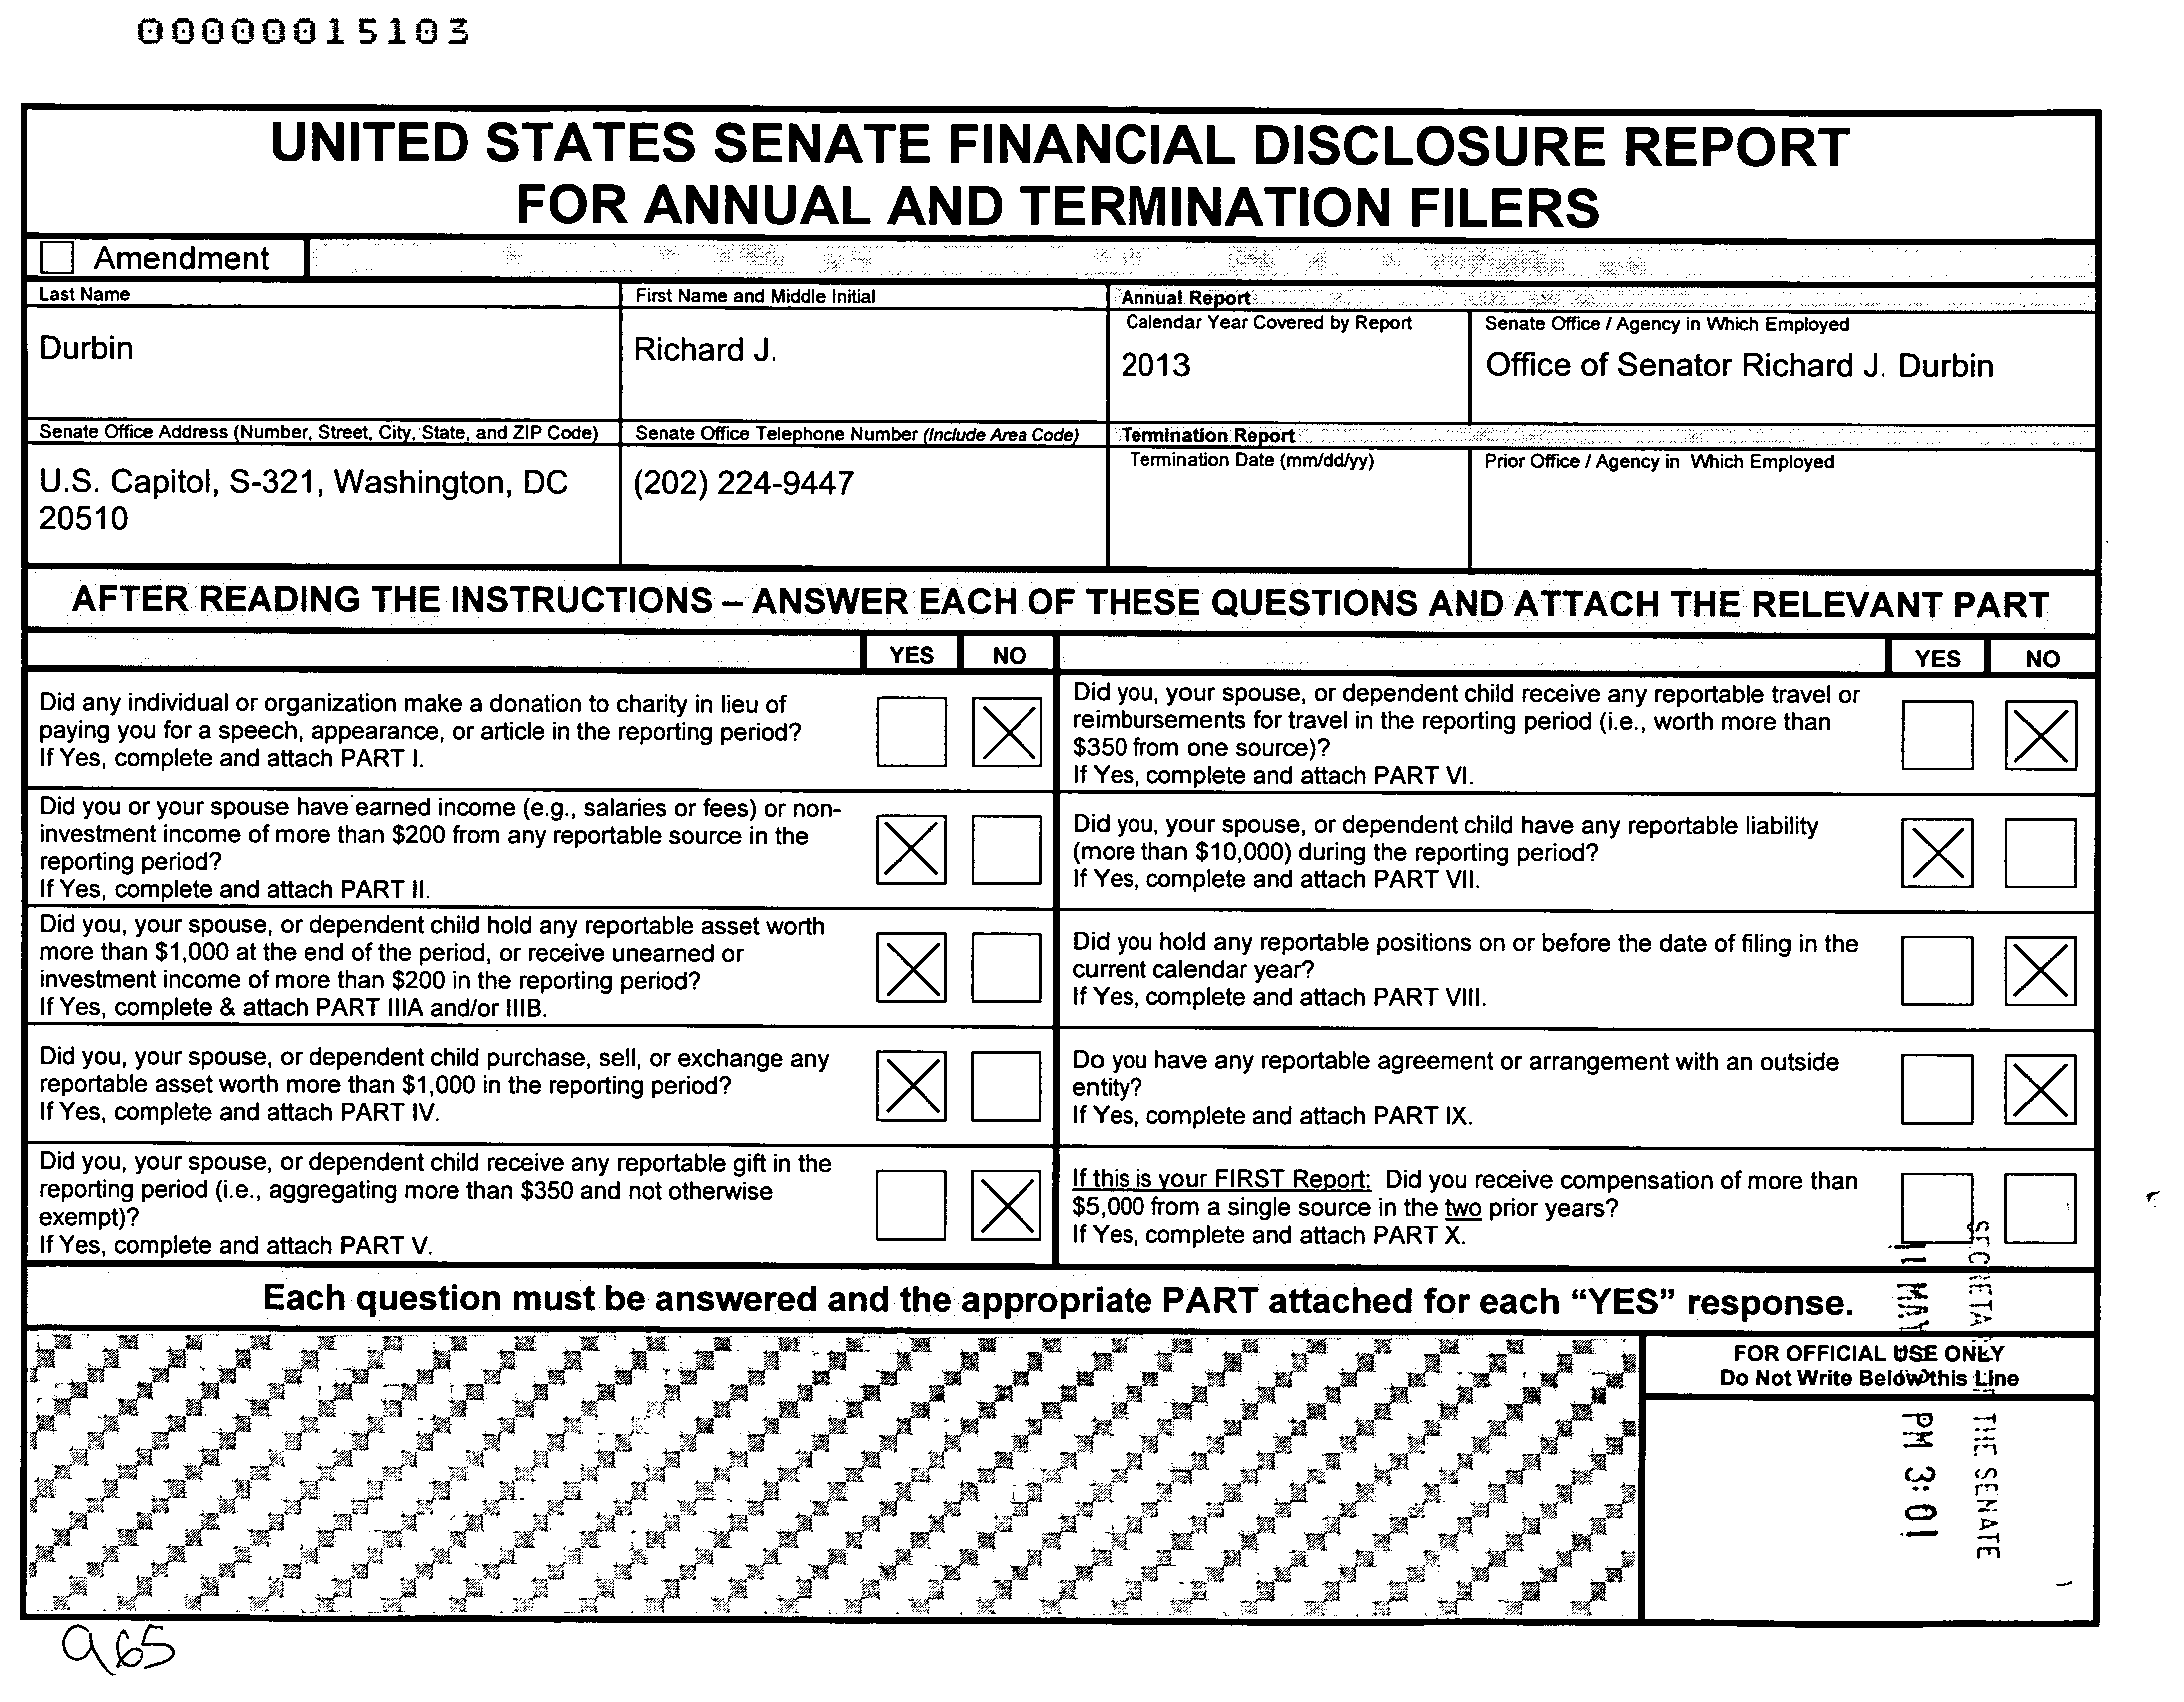 00000015103
UNITED STATES SENATE FINANCIAL DISCLOSURE REPORT
FOR ANNUAL AND TERMINATION FILERS
Amendment
Last Name
Durbin
First Name and Middle Initial
Richard J.
Annual Report
Calendar Year Covered by Report
2013
Senate Office / Agency in Which Employed
Office of Senator Richard J. Durbin
Senate Office Address (Number, Street, City, State, and ZIP Code)
U.S. Capitol, S-321, Washington, DC
20510
Senate Office Telephone Number (Include Area Code)
(202) 224-9447
Termination Report
Termination Date (mm/dd/yy)
Prior Office / Agency in Which Employed
AFTER READING THE INSTRUCTIONS – ANSWER EACH OF THESE QUESTIONS AND ATTACH THE RELEVANT PART
YES NO
Did any individual or organization make a donation to charity in lieu of
paying you for a speech, appearance, or article in the reporting period?
If Yes, complete and attach PART I.
Did you or your spouse have earned income (e.g., salaries or fees) or non-
investment income of more than $200 from any reportable source in the
reporting period?
If Yes, complete and attach PART II.
Did you, your spouse, or dependent child hold any reportable asset worth
more than $1,000 at the end of the period, or receive unearned or
investment income of more than $200 in the reporting period?
If Yes, complete & attach PART IIIA and/or IIIB.
Did you, your spouse, or dependent child purchase, sell, or exchange any
reportable asset worth more than $1,000 in the reporting period?
If Yes, complete and attach PART IV.
Did you, your spouse, or dependent child receive any reportable gift in the
reporting period (i.e., aggregating more than $350 and not otherwise
exempt)?
If Yes, complete and attach PART V.
YES NO
Did you, your spouse, or dependent child receive any reportable travel or
reimbursements for travel in the reporting period (i.e., worth more than
$350 from one source)?
If Yes, complete and attach PART VI.
Did you, your spouse, or dependent child have any reportable liability
(more than $10,000) during the reporting period?
If Yes, complete and attach PART VII.
Did you hold any reportable positions on or before the date of filing in the
current calendar year?
If Yes, complete and attach PART VIII.
Do you have any reportable agreement or arrangement with an outside
entity?
If Yes, complete and attach PART IX.
If this is your FIRST Report: Did you receive compensation of more than
$5,000 from a single source in the two prior years?
If Yes, complete and attach PART X.
Each question must be answered and the appropriate PART attached for each “YES” response.
FOR OFFICIAL USE ONLY
Do Not Write Below this Line
THE SENATE
MAY PM 3:01
965